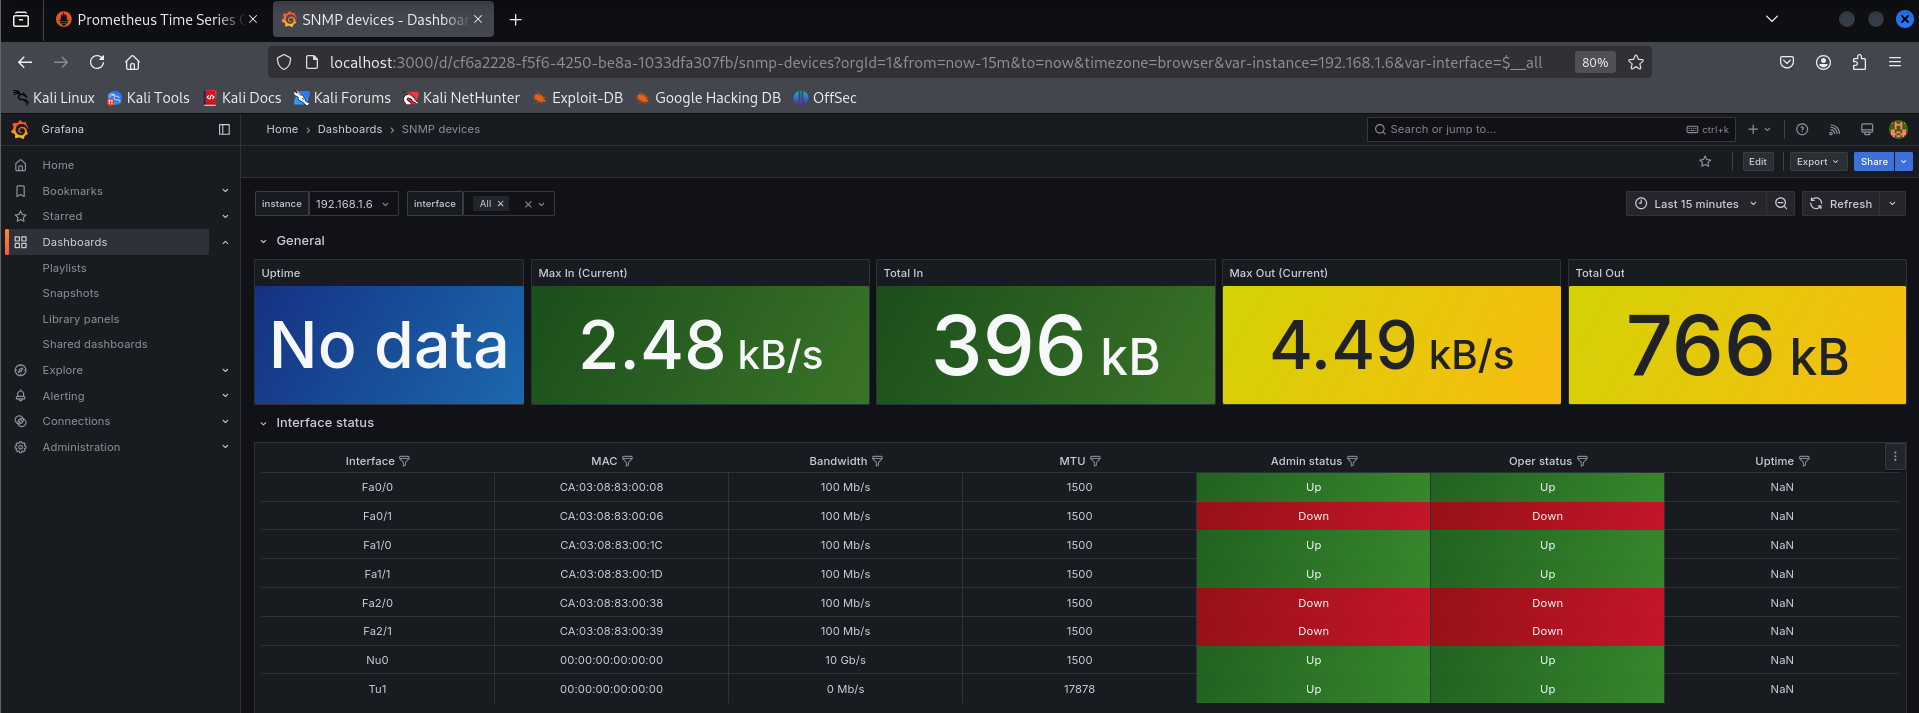 Prometheus Time Series
SNMP devices - Dashboar
localhost:3000/d/cf6a2228-f5f6-4250-be8a-1033dfa307fb/snmp-devices?orgId=1&from=now-15m&to=now&timezone=browser&var-instance=192.168.1.6&var-interface=$__all
80%
Kali Linux Kali Tools Kali Docs Kali Forums Kali NetHunter Exploit-DB Google Hacking DB OffSec
Grafana
Home › Dashboards › SNMP devices
Search or jump to... ctrl+k
Edit Export Share
Home
Bookmarks
Starred
Dashboards
Playlists
Snapshots
Library panels
Shared dashboards
Explore
Alerting
Connections
Administration
instance 192.168.1.6 interface All
Last 15 minutes Refresh
General
Uptime Max In (Current) Total In Max Out (Current) Total Out
No data 2.48 kB/s 396 kB 4.49 kB/s 766 kB
Interface status
Interface MAC Bandwidth MTU Admin status Oper status Uptime
Fa0/0 CA:03:08:83:00:08 100 Mb/s 1500 Up Up NaN
Fa0/1 CA:03:08:83:00:06 100 Mb/s 1500 Down Down NaN
Fa1/0 CA:03:08:83:00:1C 100 Mb/s 1500 Up Up NaN
Fa1/1 CA:03:08:83:00:1D 100 Mb/s 1500 Up Up NaN
Fa2/0 CA:03:08:83:00:38 100 Mb/s 1500 Down Down NaN
Fa2/1 CA:03:08:83:00:39 100 Mb/s 1500 Down Down NaN
Nu0 00:00:00:00:00:00 10 Gb/s 1500 Up Up NaN
Tu1 00:00:00:00:00:00 0 Mb/s 17878 Up Up NaN